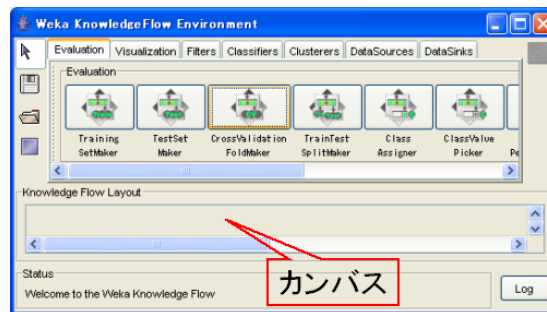 Weka KnowledgeFlow Environment
Evaluation Visualization Filters Classifiers Clusterers DataSources DataSinks
Evaluation
Training SetMaker
TestSet Maker
CrossValidation FoldMaker
TrainTest SplitMaker
Class Assigner
ClassValue Picker
Knowledge Flow Layout
カンバス
Status
Welcome to the Weka Knowledge Flow
Log